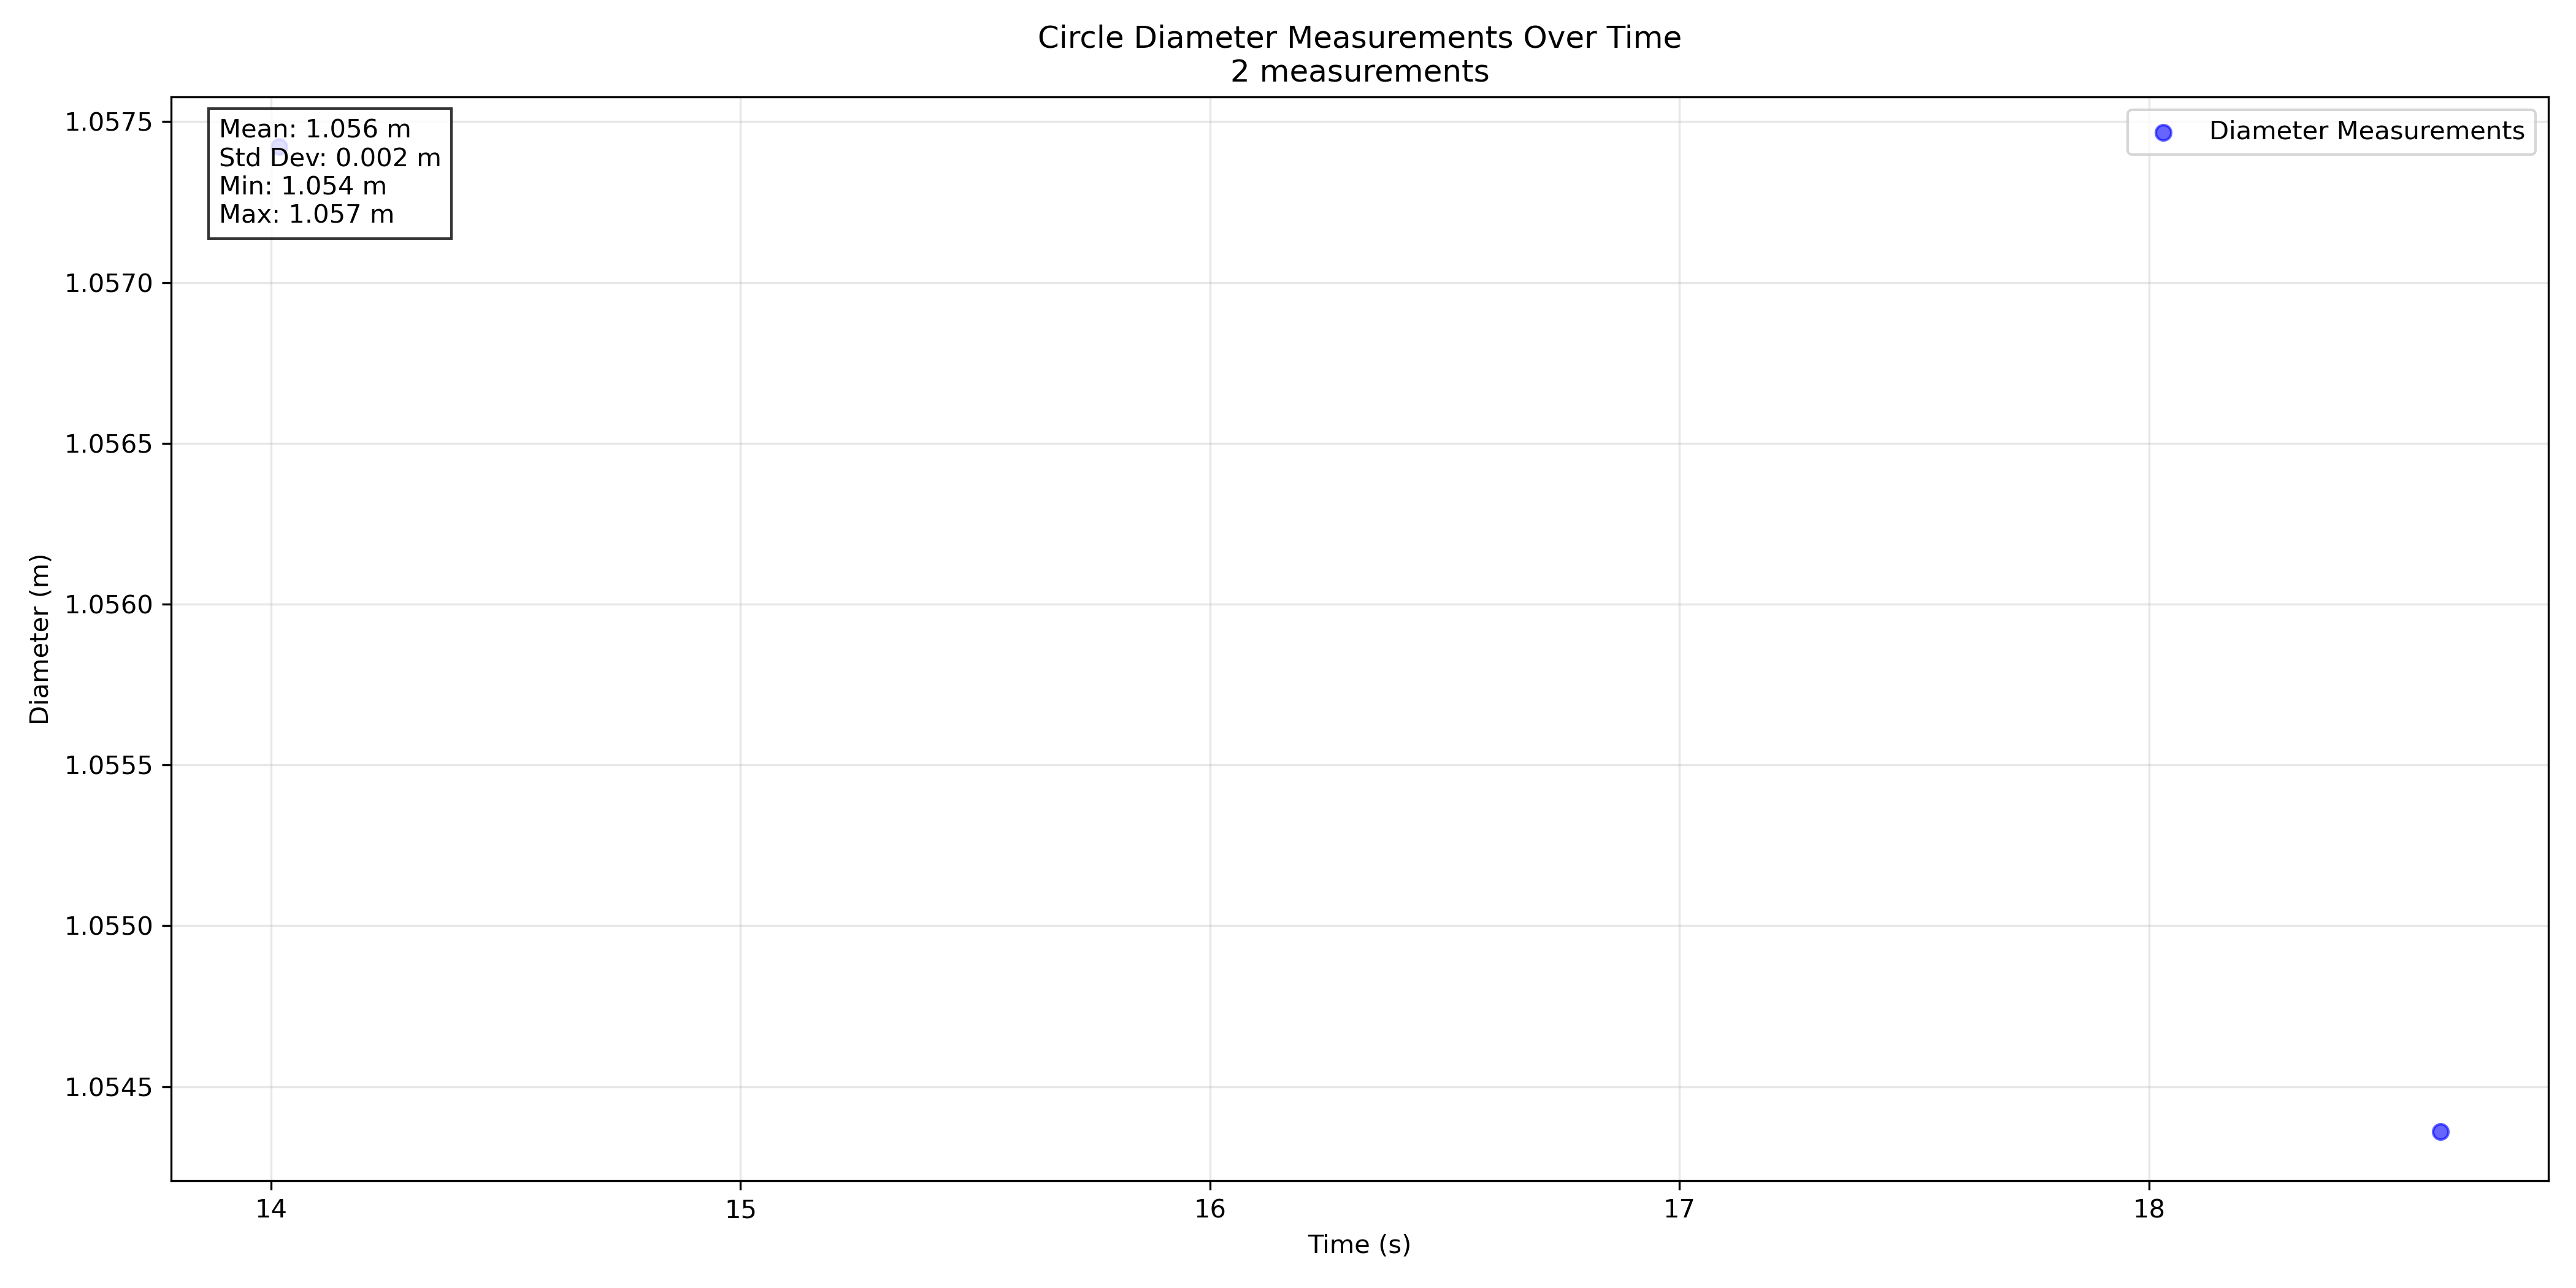 Circle Diameter Measurements Over Time
2 measurements
Mean: 1.056 m
Std Dev: 0.002 m
Min: 1.054 m
Max: 1.057 m
Diameter Measurements
Diameter (m)
1.0575
1.0570
1.0565
1.0560
1.0555
1.0550
1.0545
14 15 16 17 18
Time (s)